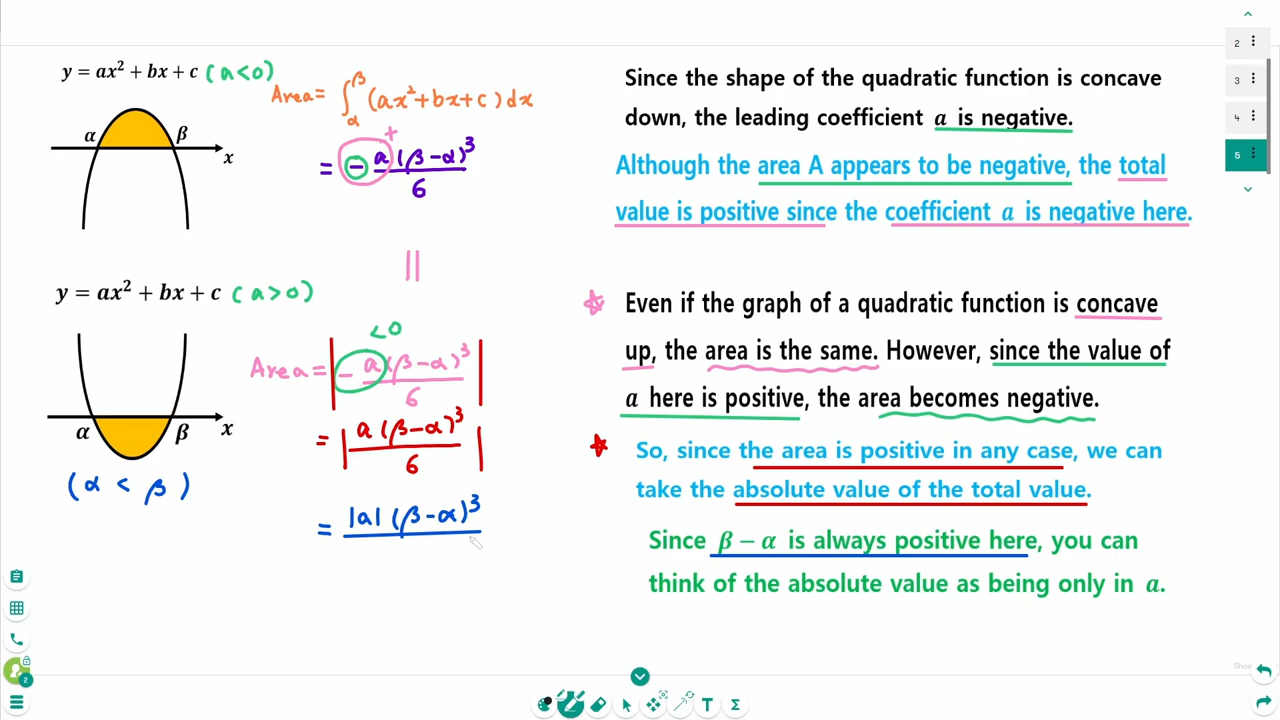 y = ax² + bx + c (a<0)
Area = ∫αβ (ax²+bx+c)dx
+
= - a(β-α)³
6
α β
x
||
y = ax² + bx + c (a>0)
<0
Area = | - a(β-α)³ |
6
= | a(β-α)³ |
6
α β
x
(α < β)
= |a|(β-α)³
Since the shape of the quadratic function is concave
down, the leading coefficient a is negative.
Although the area A appears to be negative, the total
value is positive since the coefficient a is negative here.
☆ Even if the graph of a quadratic function is concave
up, the area is the same. However, since the value of
a here is positive, the area becomes negative.
★ So, since the area is positive in any case, we can
take the absolute value of the total value.
Since β − α is always positive here, you can
think of the absolute value as being only in a.
2
3
4
5
2
T
Σ